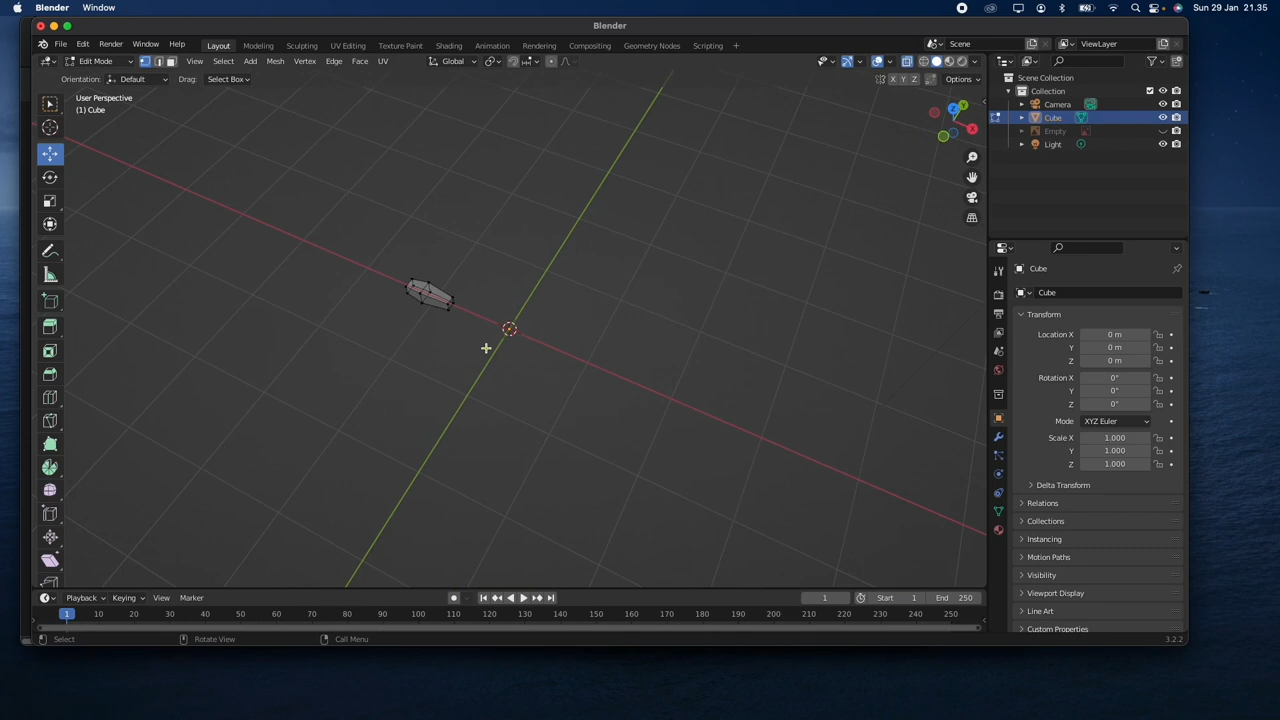 Blender Window Sun 29 Jan 21.35
Blender
File Edit Render Window Help Layout Modeling Sculpting UV Editing Texture Paint Shading Animation Rendering Compositing Geometry Nodes Scripting + Scene ViewLayer
Edit Mode View Select Add Mesh Vertex Edge Face UV Global
Orientation: Default Drag: Select Box X Y Z Options
User Perspective
(1) Cube
Z Y X
Scene Collection
Collection
Camera
Cube
Empty
Light
Cube
Cube
Transform
Location X 0 m
Y 0 m
Z 0 m
Rotation X 0°
Y 0°
Z 0°
Mode XYZ Euler
Scale X 1.000
Y 1.000
Z 1.000
Delta Transform
Relations
Collections
Instancing
Motion Paths
Visibility
Viewport Display
Line Art
Custom Properties
Playback Keying View Marker 1 Start 1 End 250
1 10 20 30 40 50 60 70 80 90 100 110 120 130 140 150 160 170 180 190 200 210 220 230 240 250
Select Rotate View Call Menu 3.2.2